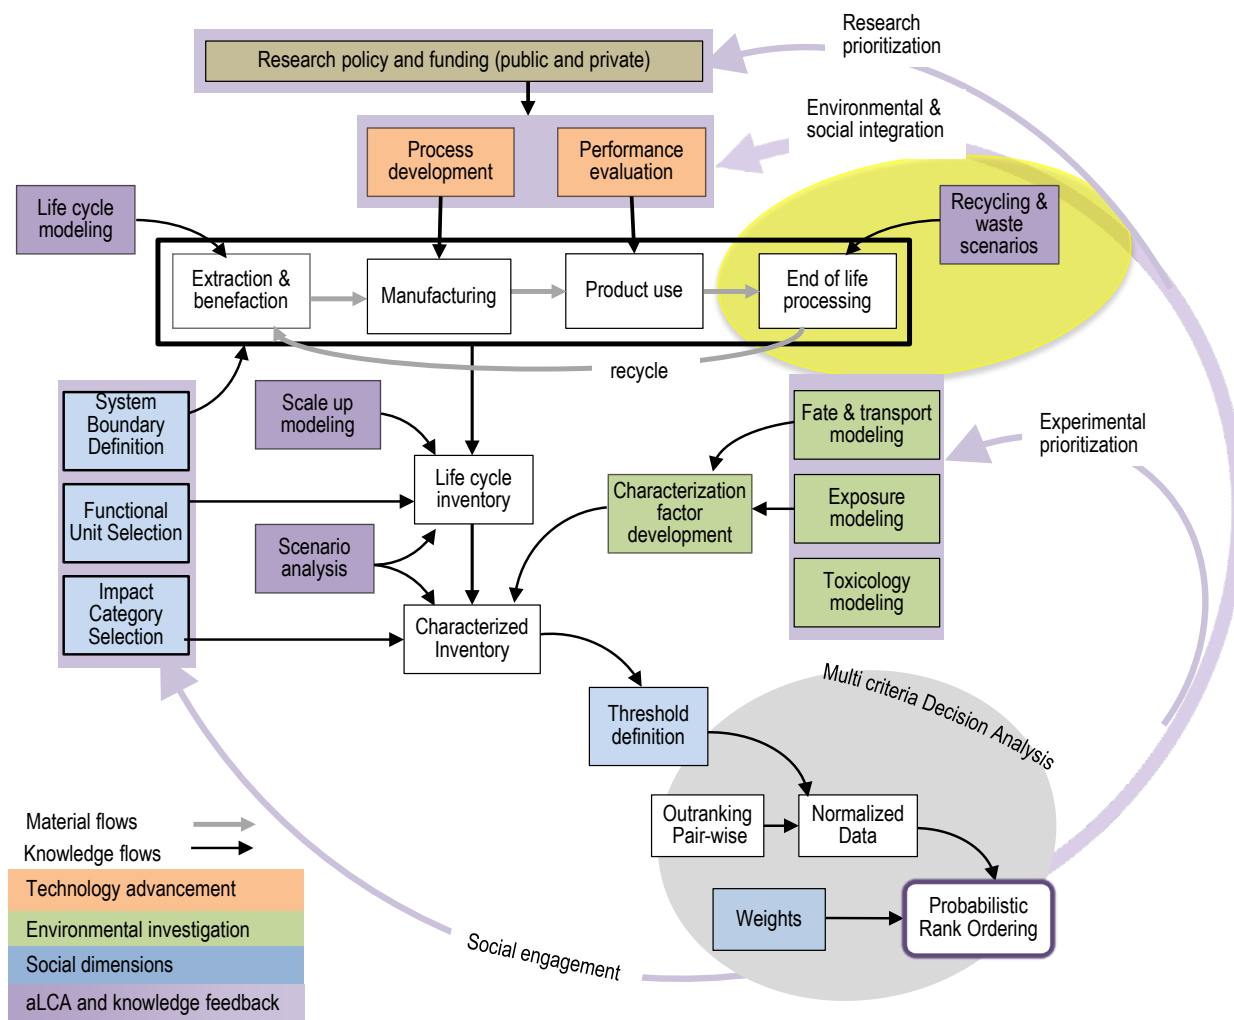 Research
prioritization
Research policy and funding (public and private)
Environmental &
social integration
Process
development
Performance
evaluation
Life cycle
modeling
Recycling &
waste
scenarios
Extraction &
benefaction
Manufacturing
Product use
End of life
processing
recycle
System
Boundary
Definition
Scale up
modeling
Fate & transport
modeling
Experimental
prioritization
Life cycle
inventory
Functional
Unit Selection
Characterization
factor
development
Exposure
modeling
Scenario
analysis
Toxicology
modeling
Impact
Category
Selection
Characterized
Inventory
Threshold
definition
Multi criteria Decision Analysis
Outranking
Pair-wise
Normalized
Data
Weights
Probabilistic
Rank Ordering
Social engagement
Material flows
Knowledge flows
Technology advancement
Environmental investigation
Social dimensions
aLCA and knowledge feedback